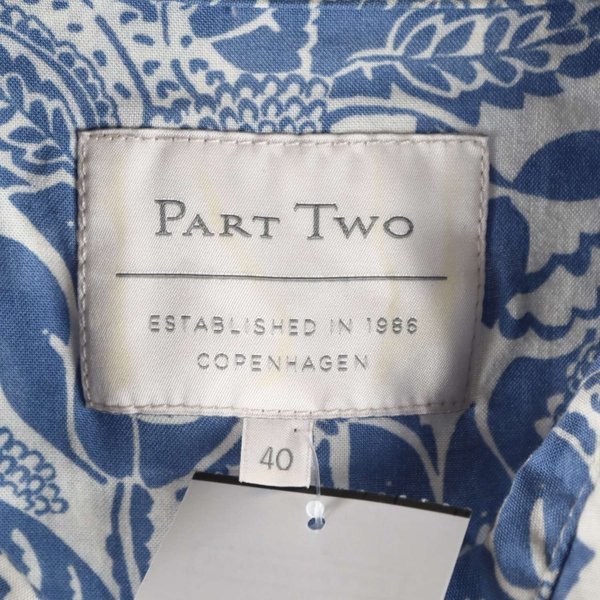 PART TWO
ESTABLISHED IN 1986
COPENHAGEN
40